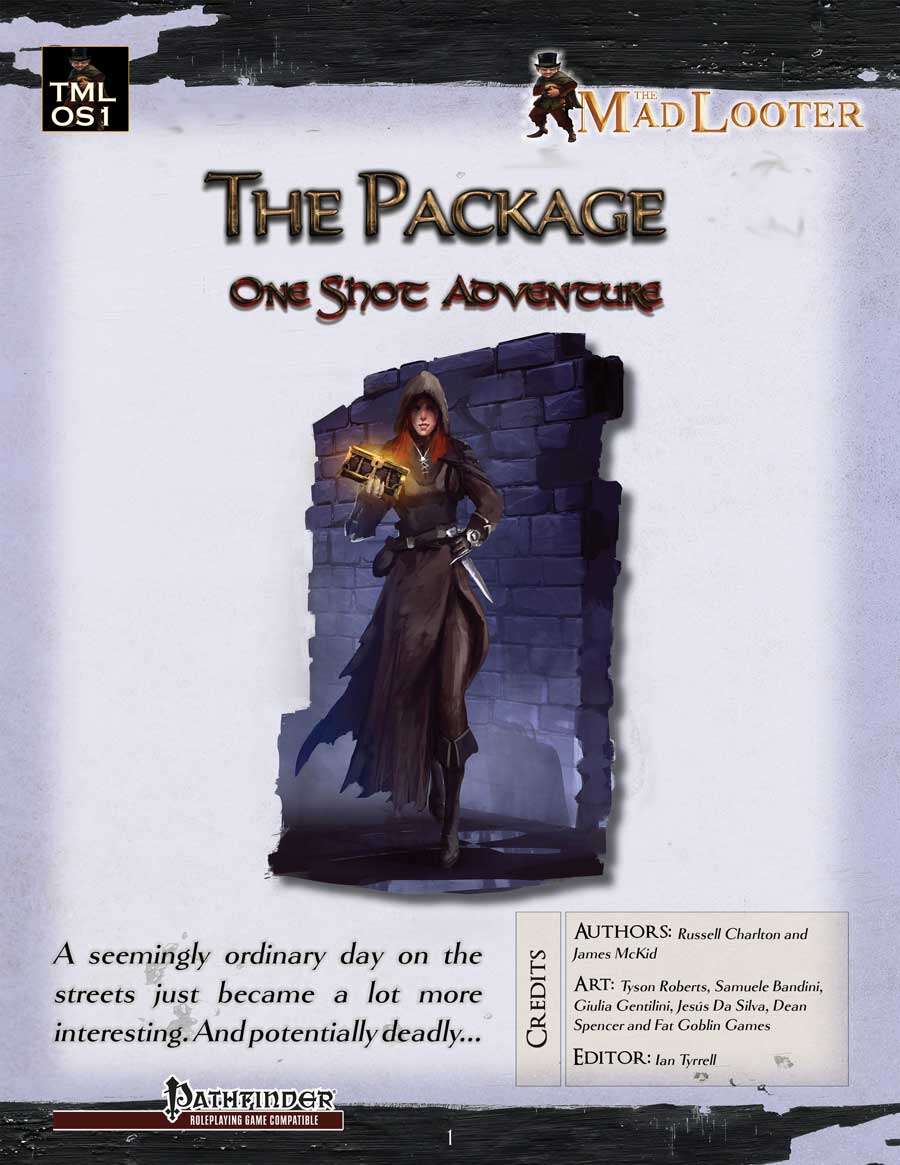 TML
OS1
THE MAD LOOTER
THE PACKAGE
ONE SHOT ADVENTURE
A seemingly ordinary day on the
streets just became a lot more
interesting. And potentially deadly...
CREDITS
AUTHORS: Russell Charlton and
James McKid
ART: Tyson Roberts, Samuele Bandini,
Giulia Gentilini, Jesús Da Silva, Dean
Spencer and Fat Goblin Games
EDITOR: Ian Tyrrell
PATHFINDER
ROLEPLAYING GAME COMPATIBLE
1